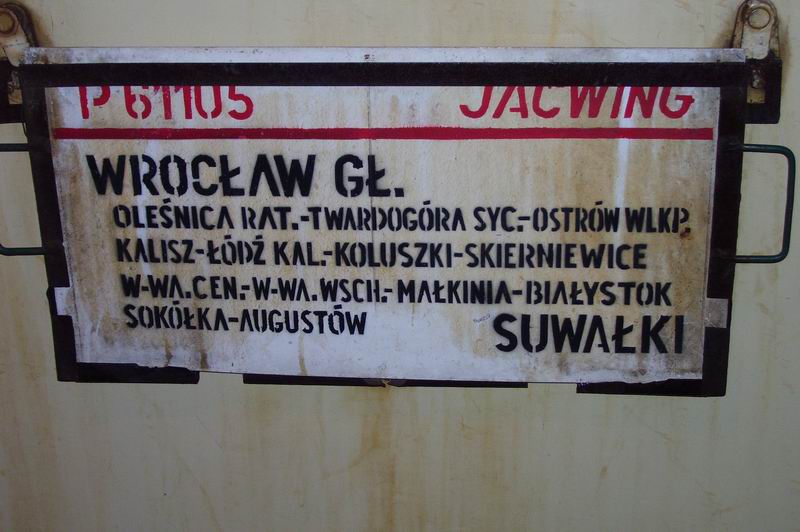 P 61105 JACWING
WROCŁAW GŁ.
OLEŚNICA RAT.-TWARDOGÓRA SYC.-OSTRÓW WLKP.
KALISZ-ŁÓDŹ KAL.-KOLUSZKI-SKIERNIEWICE
W-WA.CEN.-W-WA.WSCH.-MAŁKINIA-BIAŁYSTOK
SOKÓŁKA-AUGUSTÓW SUWAŁKI